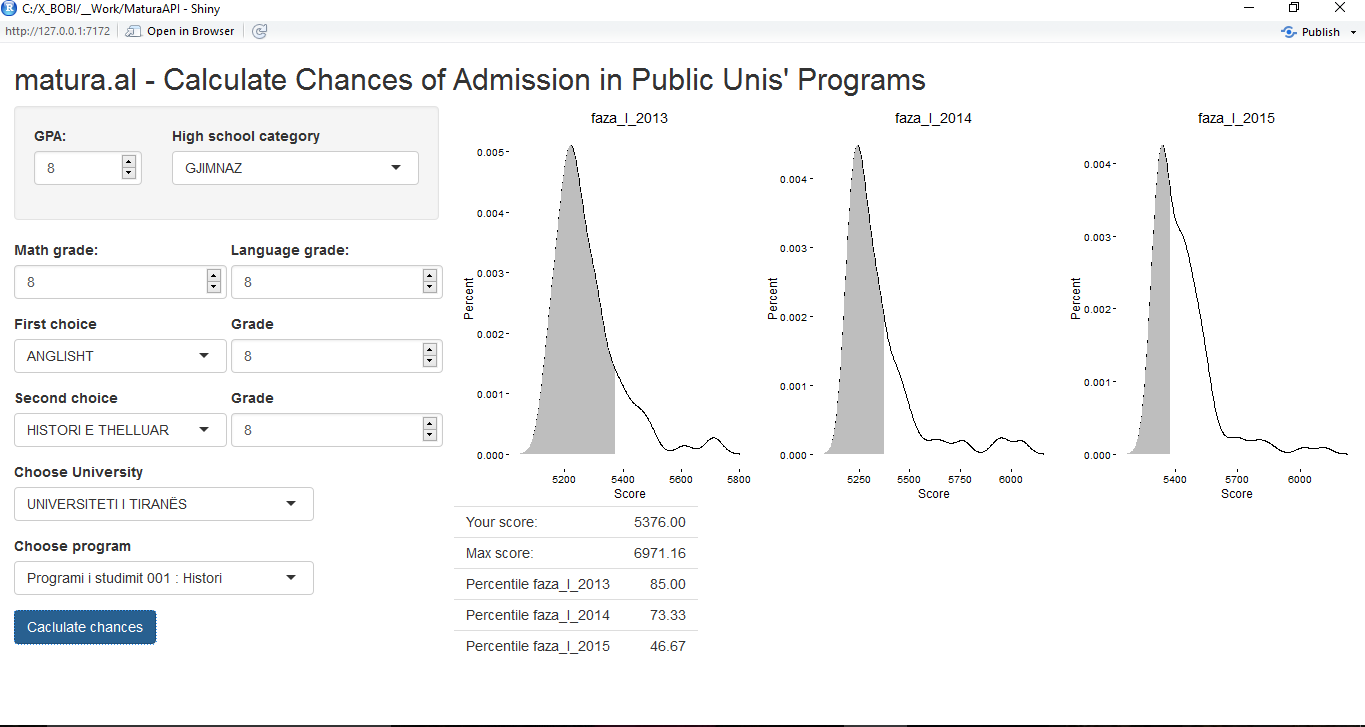 C:/X_BOBI/__Work/MaturaAPI - Shiny
http://127.0.0.1:7172 Open in Browser Publish
matura.al - Calculate Chances of Admission in Public Unis' Programs
GPA: High school category
8 GJIMNAZ
Math grade: Language grade:
8 8
First choice Grade
ANGLISHT 8
Second choice Grade
HISTORI E THELLUAR 8
Choose University
UNIVERSITETI I TIRANËS
Choose program
Programi i studimit 001 : Histori
Caclulate chances
faza_I_2013
0.005
0.004
0.003
0.002
0.001
0.000
Percent
5200 5400 5600 5800
Score
faza_I_2014
0.004
0.003
0.002
0.001
0.000
Percent
5250 5500 5750 6000
Score
faza_I_2015
0.004
0.003
0.002
0.001
0.000
Percent
5400 5700 6000
Score
Your score: 5376.00
Max score: 6971.16
Percentile faza_I_2013 85.00
Percentile faza_I_2014 73.33
Percentile faza_I_2015 46.67